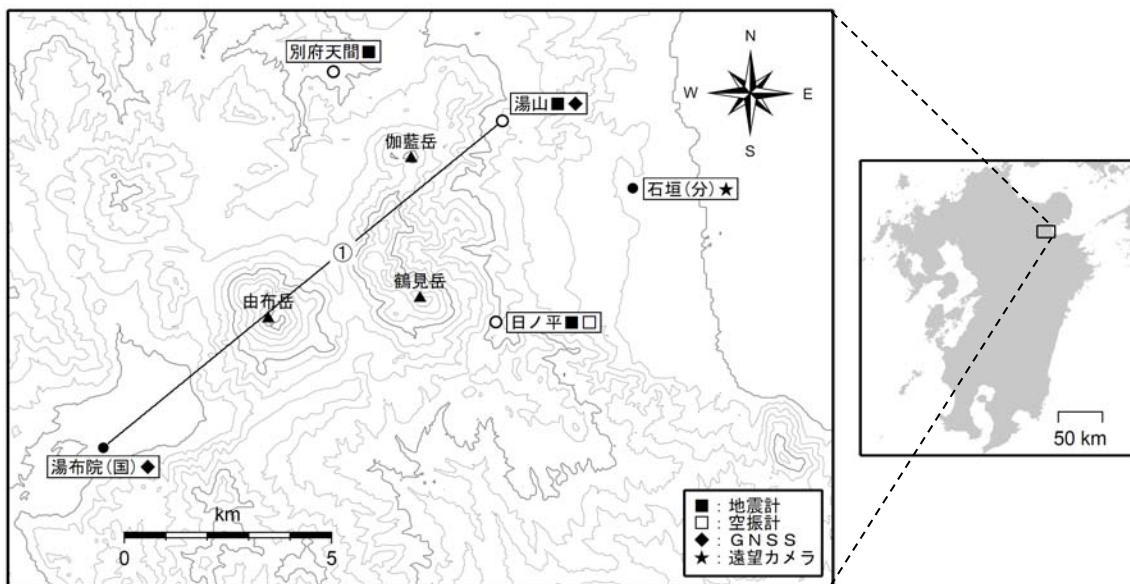 別府天間■
湯山■◆
伽藍岳
石垣(分)★
①
鶴見岳
由布岳
日ノ平■□
湯布院(国)◆
N
W
E
S
km
0
5
■:地震計
□:空振計
◆:GNSS
★:遠望カメラ
50 km